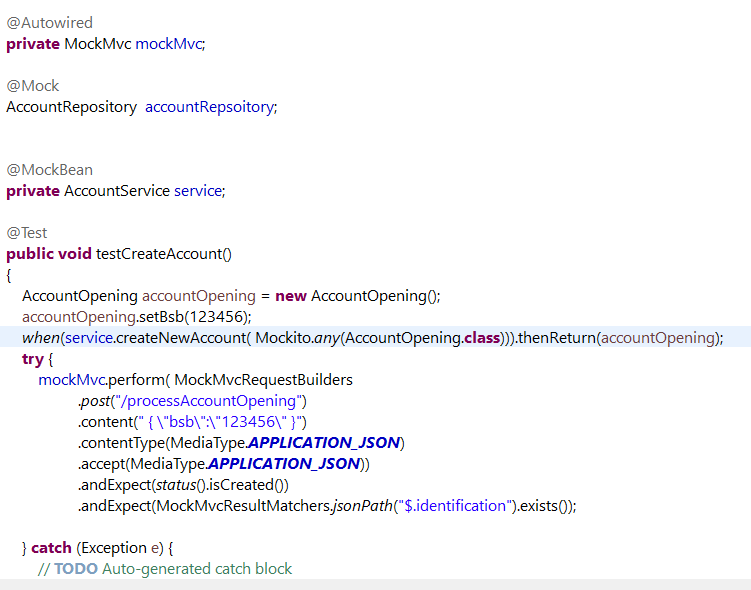 @Autowired
private MockMvc mockMvc;
@Mock
AccountRepository  accountRepsoitory;
@MockBean
private AccountService service;
@Test
public void testCreateAccount()
{
AccountOpening accountOpening = new AccountOpening();
accountOpening.setBsb(123456);
when(service.createNewAccount( Mockito.any(AccountOpening.class))).thenReturn(accountOpening);
try {
mockMvc.perform( MockMvcRequestBuilders
.post("/processAccountOpening")
.content(" { \"bsb\":\"123456\" }")
.contentType(MediaType.APPLICATION_JSON)
.accept(MediaType.APPLICATION_JSON))
.andExpect(status().isCreated())
.andExpect(MockMvcResultMatchers.jsonPath("$.identification").exists());
} catch (Exception e) {
// TODO Auto-generated catch block